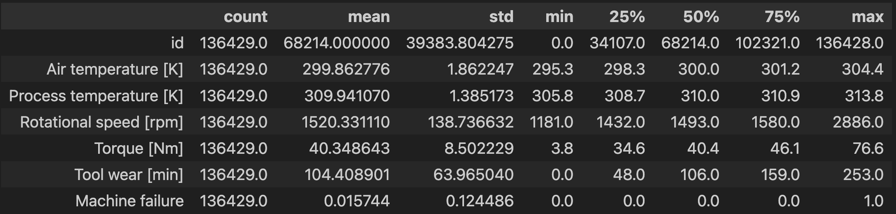 count mean std min 25% 50% 75% max
id 136429.0 68214.000000 39383.804275 0.0 34107.0 68214.0 102321.0 136428.0
Air temperature [K] 136429.0 299.862776 1.862247 295.3 298.3 300.0 301.2 304.4
Process temperature [K] 136429.0 309.941070 1.385173 305.8 308.7 310.0 310.9 313.8
Rotational speed [rpm] 136429.0 1520.331110 138.736632 1181.0 1432.0 1493.0 1580.0 2886.0
Torque [Nm] 136429.0 40.348643 8.502229 3.8 34.6 40.4 46.1 76.6
Tool wear [min] 136429.0 104.408901 63.965040 0.0 48.0 106.0 159.0 253.0
Machine failure 136429.0 0.015744 0.124486 0.0 0.0 0.0 0.0 1.0